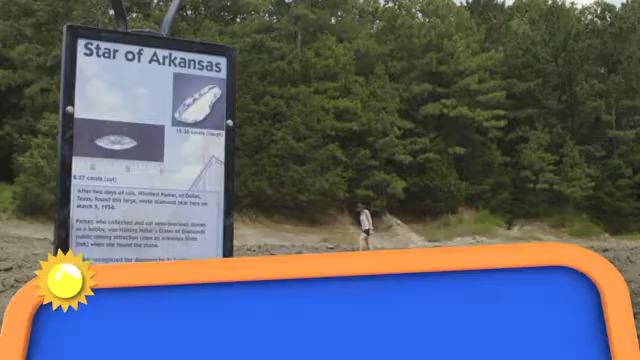 Star of Arkansas
15.36 carats (rough)
8.27 carats (cut)
After two days of rain, Winifred Parker, of Dallas,
Texas, found this large, white diamond near here on
March 5, 1956.
Parker, who collected and cut semi-precious stones
as a hobby, was visiting Miller's Crater of Diamonds
public mining attraction (now an Arkansas State
Park) when she found the stone.